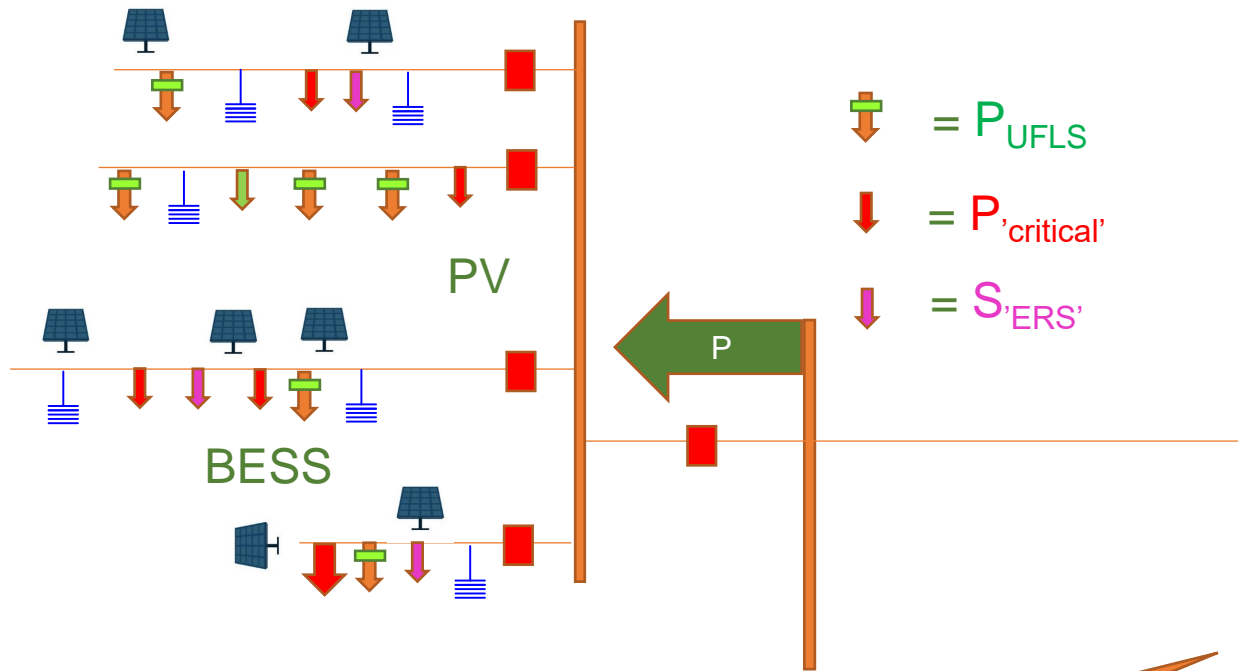 = PUFLS
= P'critical'
PV
= S'ERS'
P
BESS